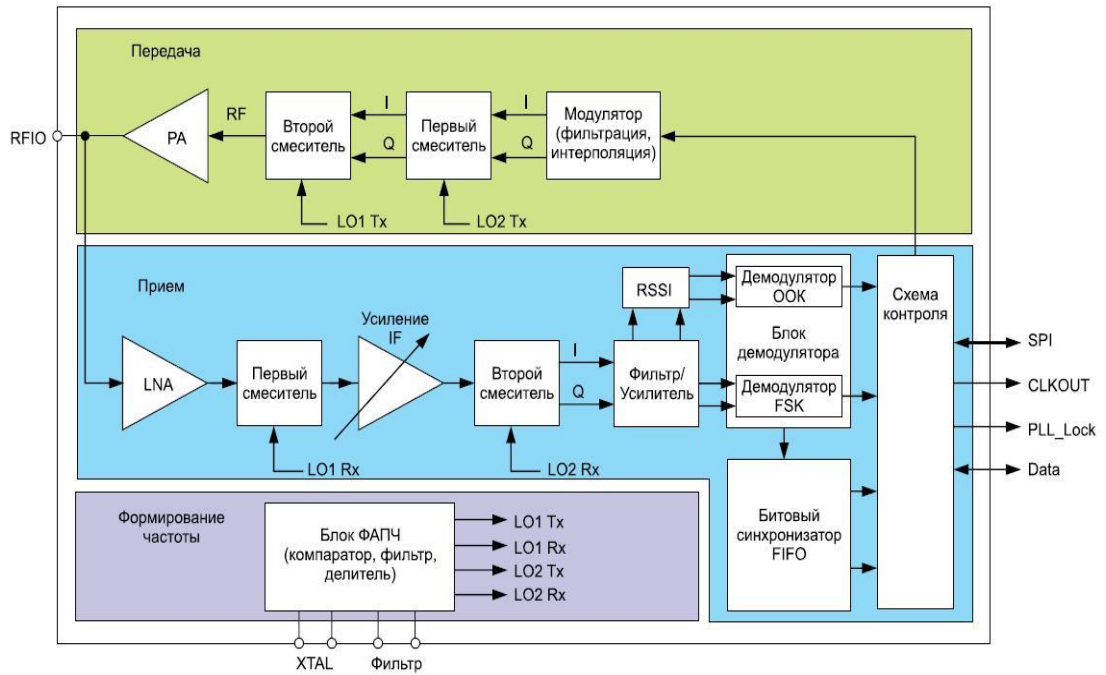 Передача
RFIO
PA
RF
Второй
смеситель
I
Q
Первый
смеситель
I
Q
Модулятор
(фильтрация,
интерполяция)
LO1 Tx
LO2 Tx
Прием
LNA
Первый
смеситель
LO1 Rx
Усиление
IF
Второй
смеситель
LO2 Rx
I
Q
RSSI
Фильтр/
Усилитель
Демодулятор
OOK
Блок
демодулятора
Демодулятор
FSK
Битовый
синхронизатор
FIFO
Схема
контроля
SPI
CLKOUT
PLL_Lock
Data
Формирование
частоты
Блок ФАПЧ
(компаратор, фильтр,
делитель)
LO1 Tx
LO1 Rx
LO2 Tx
LO2 Rx
XTAL
Фильтр